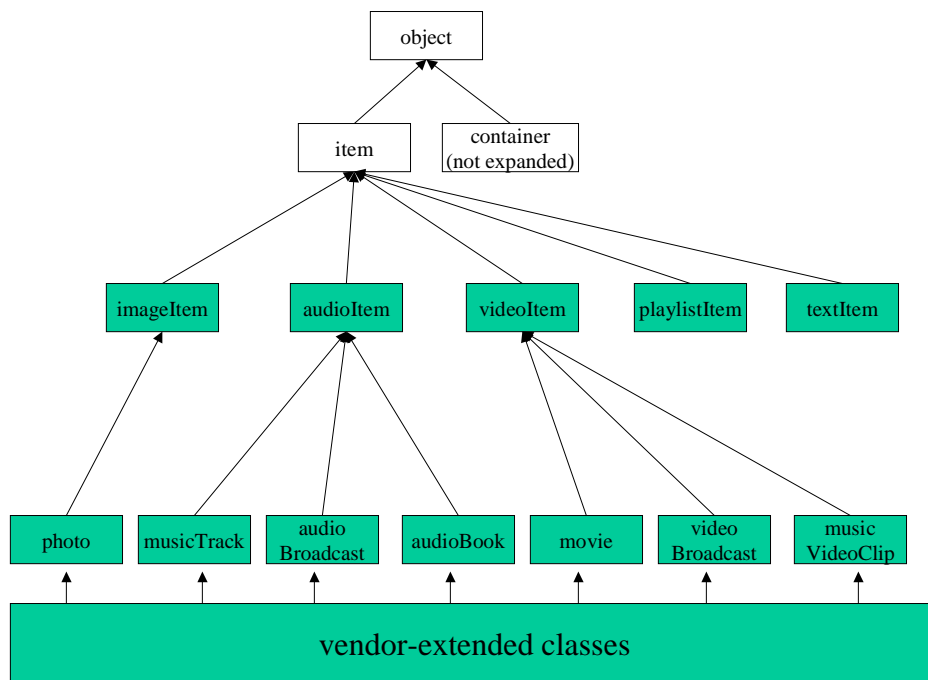 object
item
container
(not expanded)
imageItem
audioItem
videoItem
playlistItem
textItem
photo
musicTrack
audio
Broadcast
audioBook
movie
video
Broadcast
music
VideoClip
vendor-extended classes